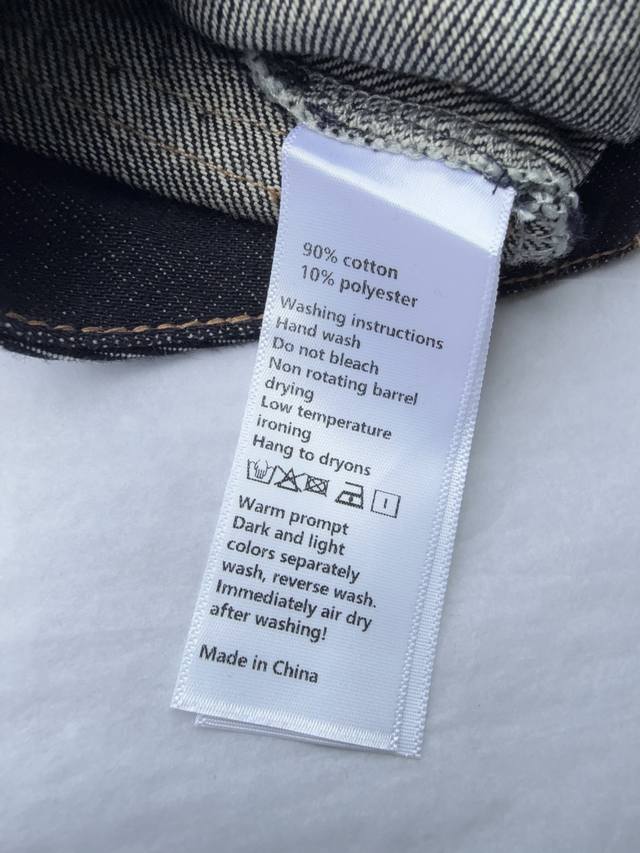 90% cotton
10% polyester
Washing instructions
Hand wash
Do not bleach
Non rotating barrel
drying
Low temperature
ironing
Hang to dryons
Warm prompt
Dark and light
colors separately
wash, reverse wash.
Immediately air dry
after washing!
Made in China